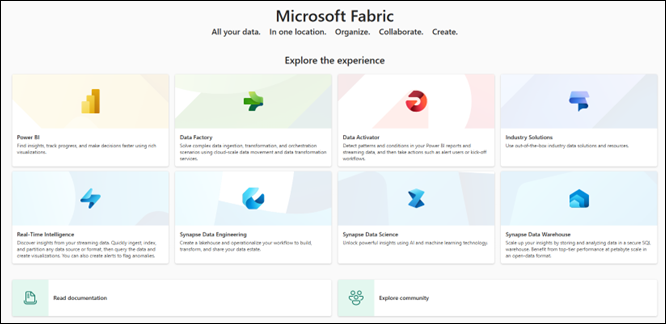 Microsoft Fabric
All your data. In one location. Organize. Collaborate. Create.
Explore the experience
Power BI
Find insights, track progress, and make decisions faster using rich
visualizations.
Data Factory
Solve complex data ingestion, transformation, and orchestration
scenarios using cloud-scale data movement and data transformation
services.
Data Activator
Detect patterns and conditions in your Power BI reports and
streaming data, and then take actions such as alert users or kick-off
workflows.
Industry Solutions
Use out-of-the-box industry data solutions and resources.
Real-Time Intelligence
Discover insights from your streaming data. Quickly ingest, index,
and partition any data source or format, then query the data and
create visualizations. You can also create alerts to flag anomalies.
Synapse Data Engineering
Create a lakehouse and operationalize your workflow to build,
transform, and share your data estate.
Synapse Data Science
Unlock powerful insights using AI and machine learning technology.
Synapse Data Warehouse
Scale up your insights by storing and analyzing data in a secure SQL
warehouse. Benefit from top-tier performance at petabyte scale in
an open-data format.
Read documentation
Explore community